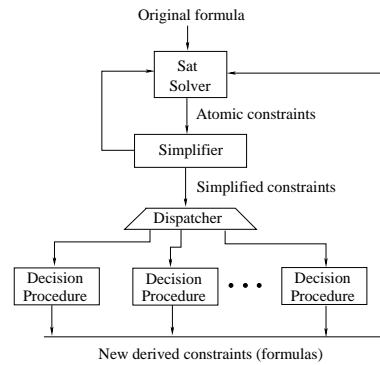 Original formula
Sat
Solver
Atomic constraints
Simplifier
Simplified constraints
Dispatcher
Decision
Procedure
Decision
Procedure
Decision
Procedure
New derived constraints (formulas)